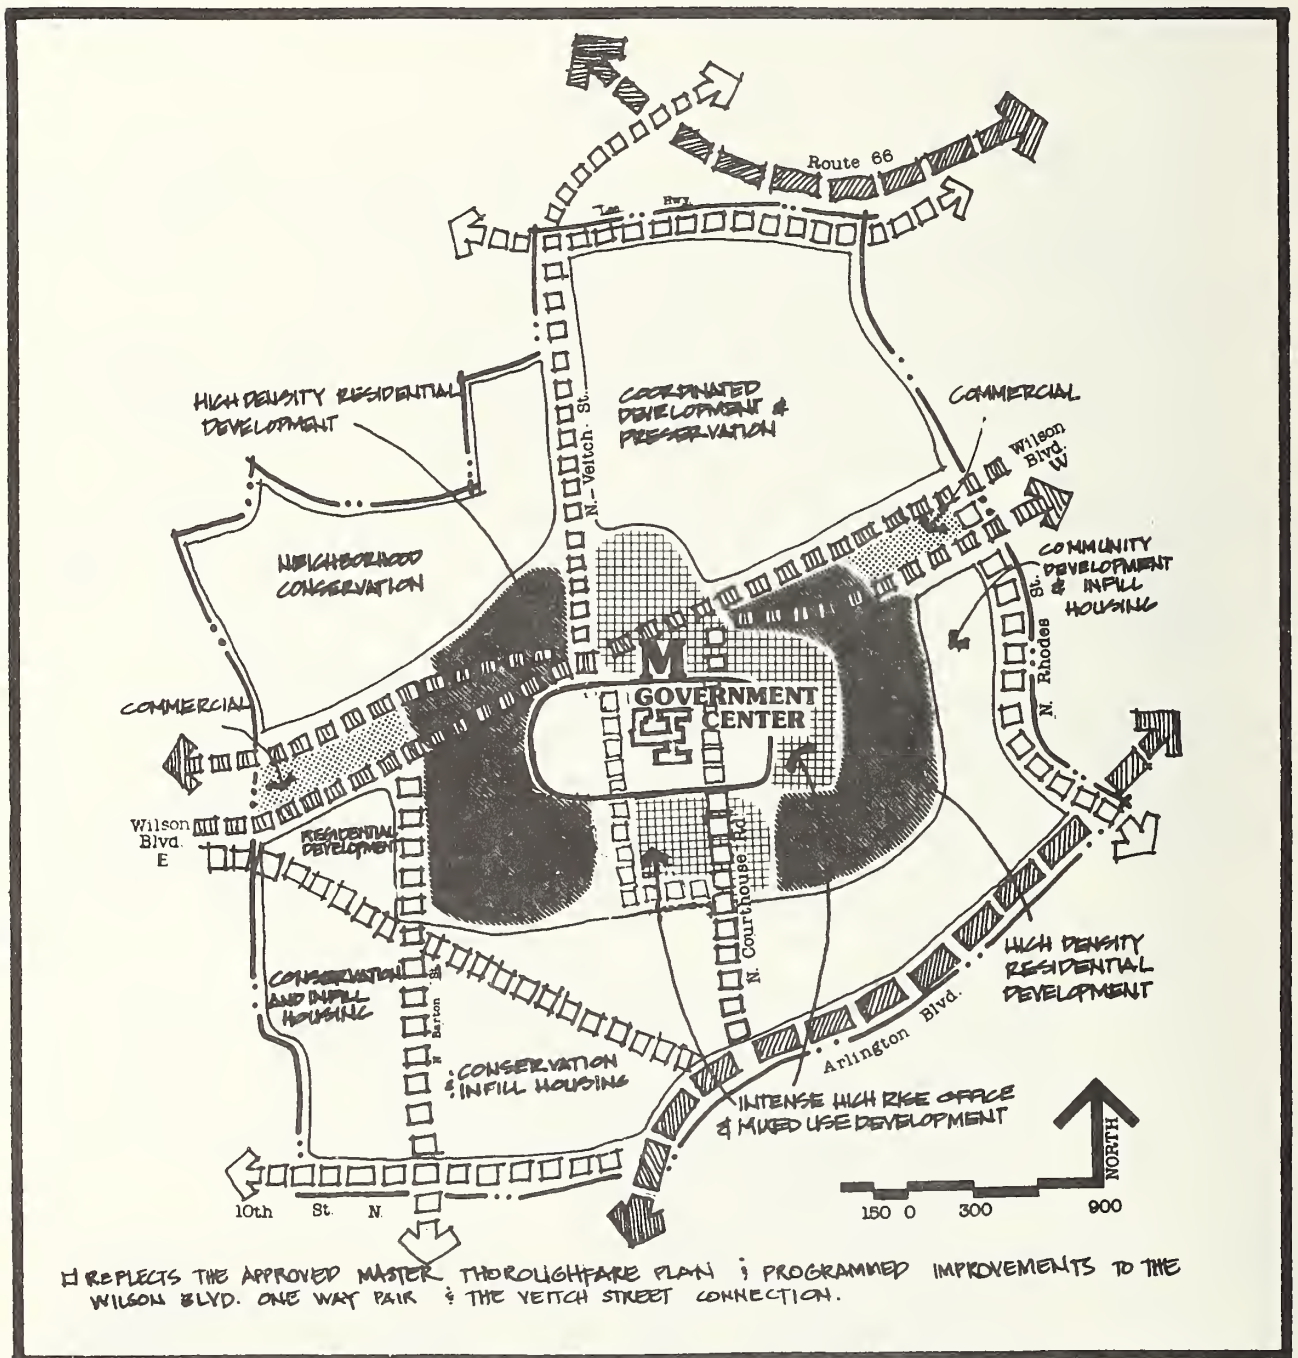 Route 66
Lee Hwy.
HIGH DENSITY RESIDENTIAL
DEVELOPMENT
COORDINATED
DEVELOPMENT &
PRESERVATION
COMMERCIAL
N. Veitch St.
Wilson
Blvd.
W
NEIGHBORHOOD
CONSERVATION
COMMUNITY
DEVELOPMENT
& INFILL
HOUSING
N. Rhodes St.
M
GOVERNMENT
CENTER
COMMERCIAL
Wilson
Blvd.
E
RESIDENTIAL
DEVELOPMENT
N. Courthouse Rd
HIGH DENSITY
RESIDENTIAL
DEVELOPMENT
CONSERVATION
AND INFILL
HOUSING
N Barton St.
Arlington Blvd.
CONSERVATION
& INFILL HOUSING
INTENSE HIGH RISE OFFICE
& MIXED USE DEVELOPMENT
NORTH
10th St. N.
150 0 300 900
REFLECTS THE APPROVED MASTER THOROUGHFARE PLAN & PROGRAMMED IMPROVEMENTS TO THE
WILSON BLVD. ONE WAY PAIR & THE VEITCH STREET CONNECTION.